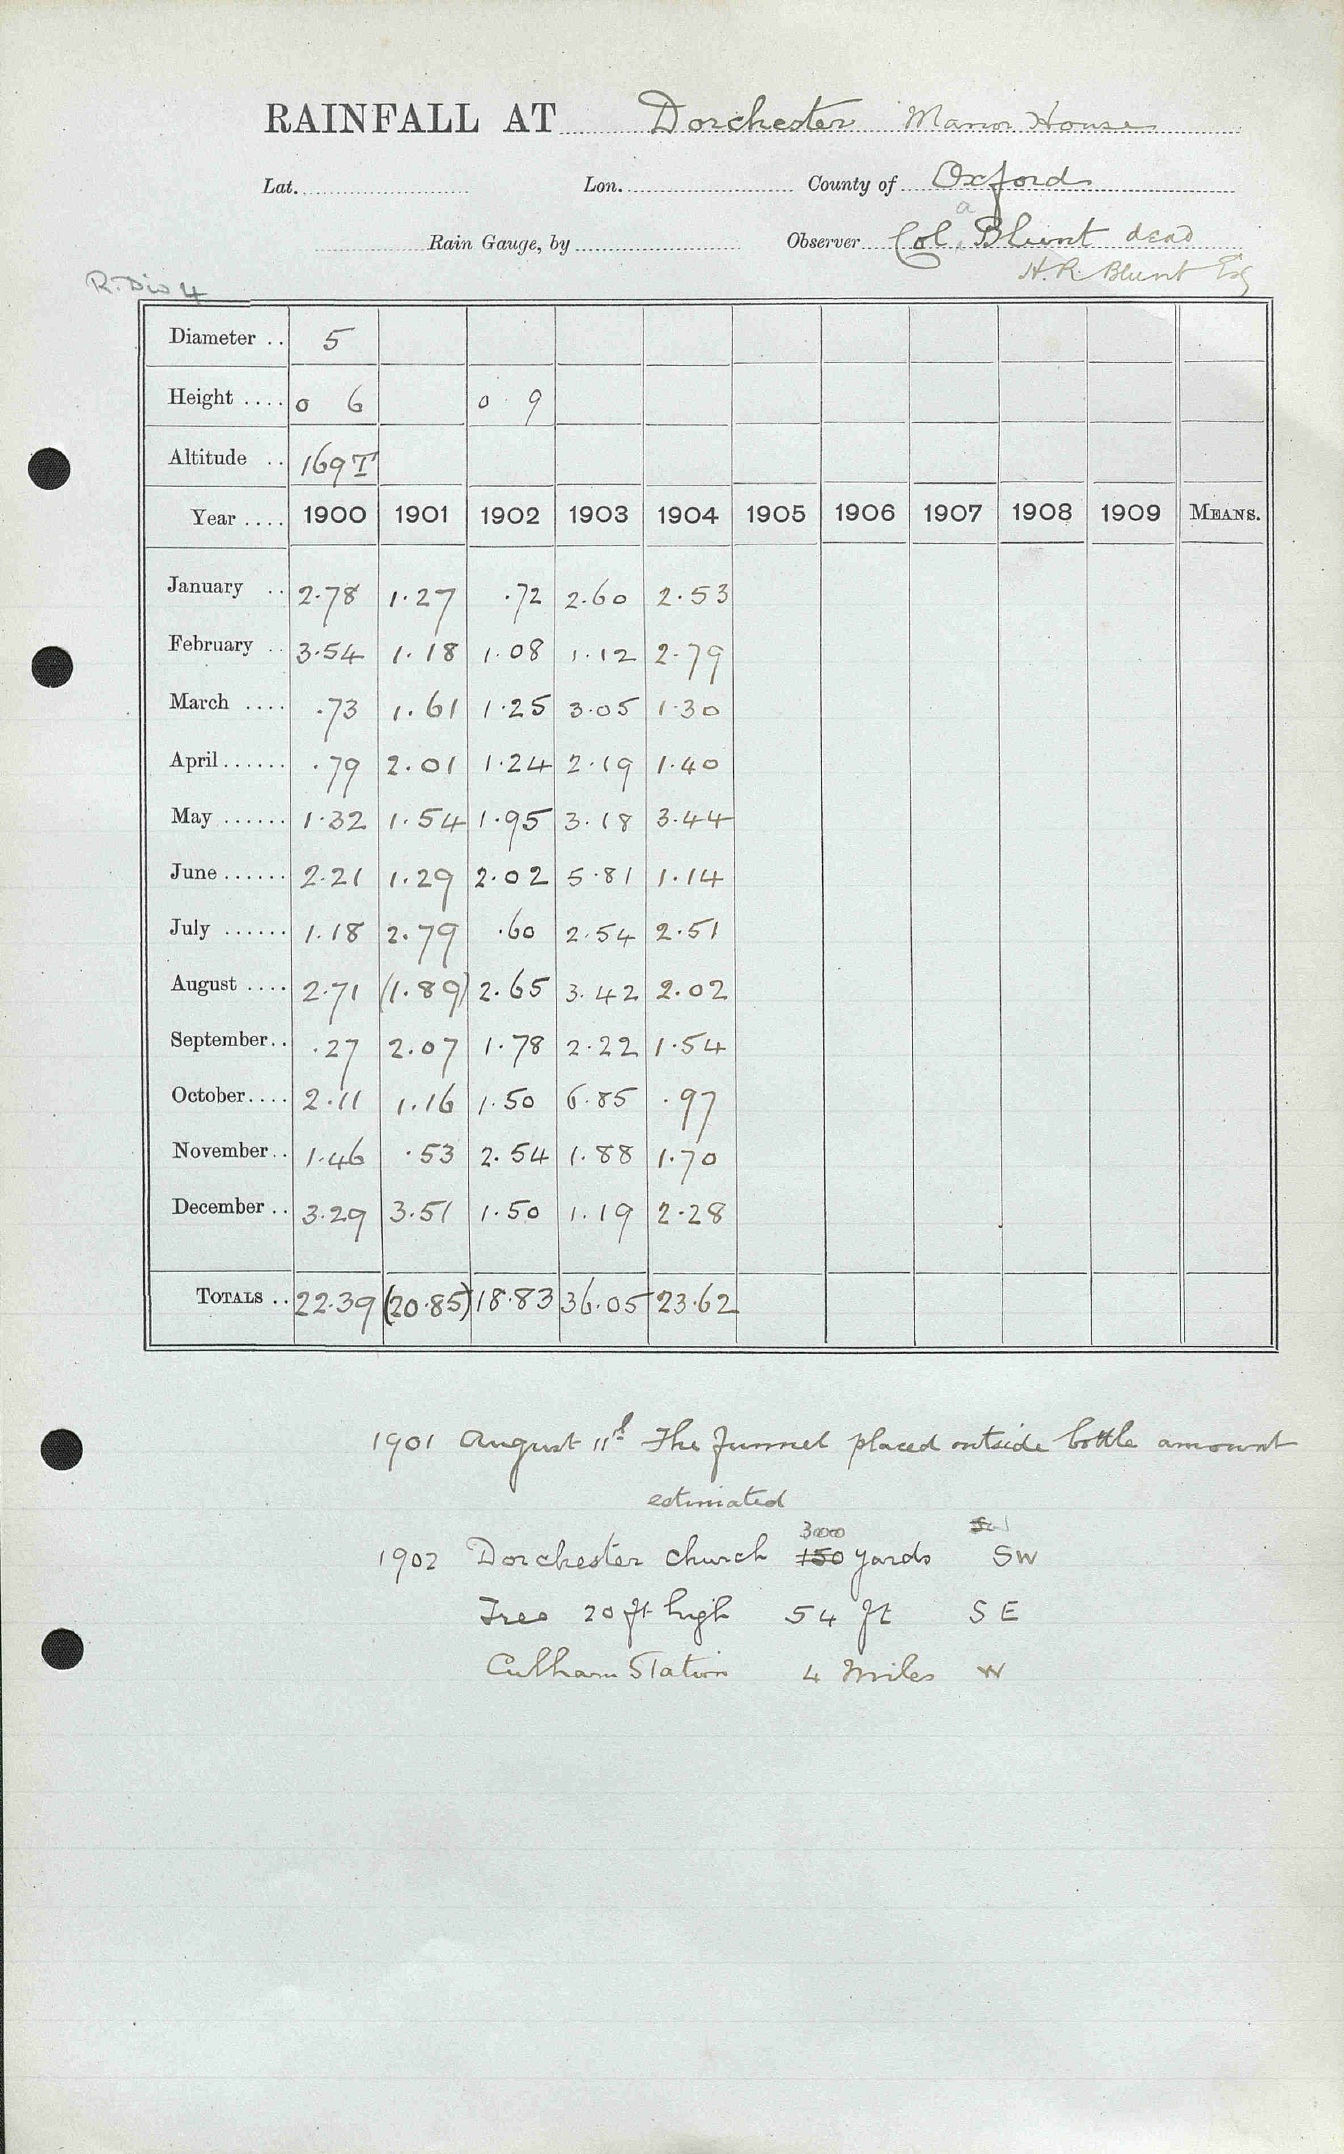 RAINFALL AT Dorchester Manor House
Lat. Lon. County of Oxford
a
Rain Gauge, by Observer Col. Blunt dead
H. R. Blunt Esq
R. Div 4
Diameter .. 5
Height .... 0 6 0 9
Altitude .. 169 T
Year .... 1900 1901 1902 1903 1904 1905 1906 1907 1908 1909 MEANS.
January .. 2.78 1.27 .72 2.60 2.53
February .. 3.54 1.18 1.08 1.12 2.79
March .... .73 1.61 1.25 3.05 1.30
April...... .79 2.01 1.24 2.19 1.40
May ...... 1.32 1.54 1.95 3.18 3.44
June...... 2.21 1.29 2.02 5.81 1.14
July ...... 1.18 2.79 .60 2.54 2.51
August .... 2.71 (1.89) 2.65 3.42 2.02
September.. .27 2.07 1.78 2.22 1.54
October.... 2.11 1.16 1.50 6.85 .97
November.. 1.46 .53 2.54 1.88 1.70
December .. 3.29 3.51 1.50 1.19 2.28
TOTALS .. 22.39 (20.85) 18.83 36.05 23.62
1901 August 11th The funnel placed outside bottle amount
estimated
300
1902 Dorchester church 150 yards SW
Tree 20 ft high 54 ft S E
Culham Station 4 Miles W